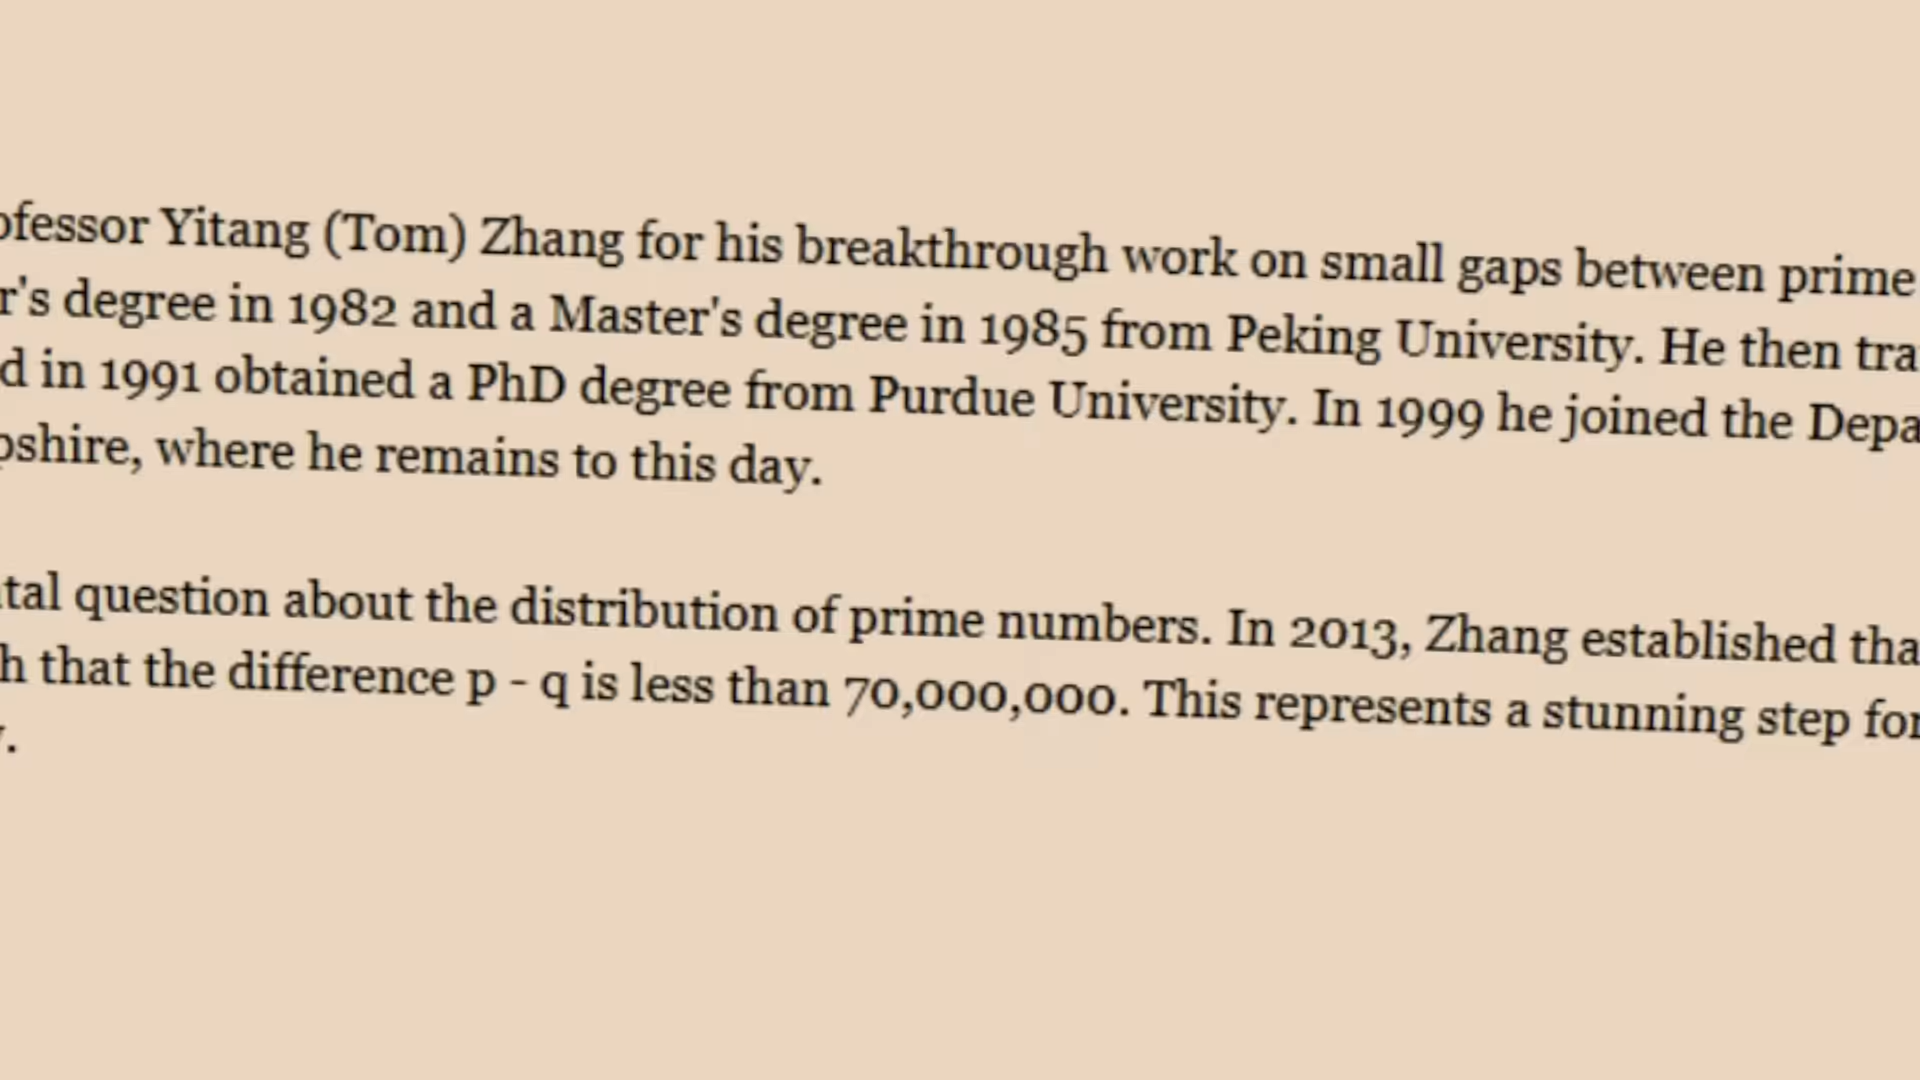 ofessor Yitang (Tom) Zhang for his breakthrough work on small gaps between prime
r's degree in 1982 and a Master's degree in 1985 from Peking University. He then tra
d in 1991 obtained a PhD degree from Purdue University. In 1999 he joined the Depa
pshire, where he remains to this day.
tal question about the distribution of prime numbers. In 2013, Zhang established tha
h that the difference p - q is less than 70,000,000. This represents a stunning step for
.